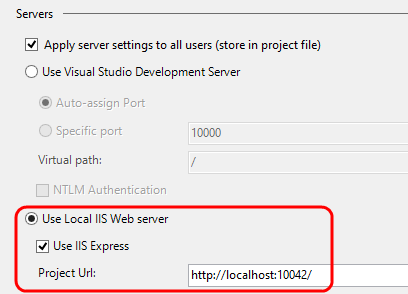 Servers
Apply server settings to all users (store in project file)
Use Visual Studio Development Server
Auto-assign Port
Specific port 10000
Virtual path: /
NTLM Authentication
Use Local IIS Web server
Use IIS Express
Project Url: http://localhost:10042/